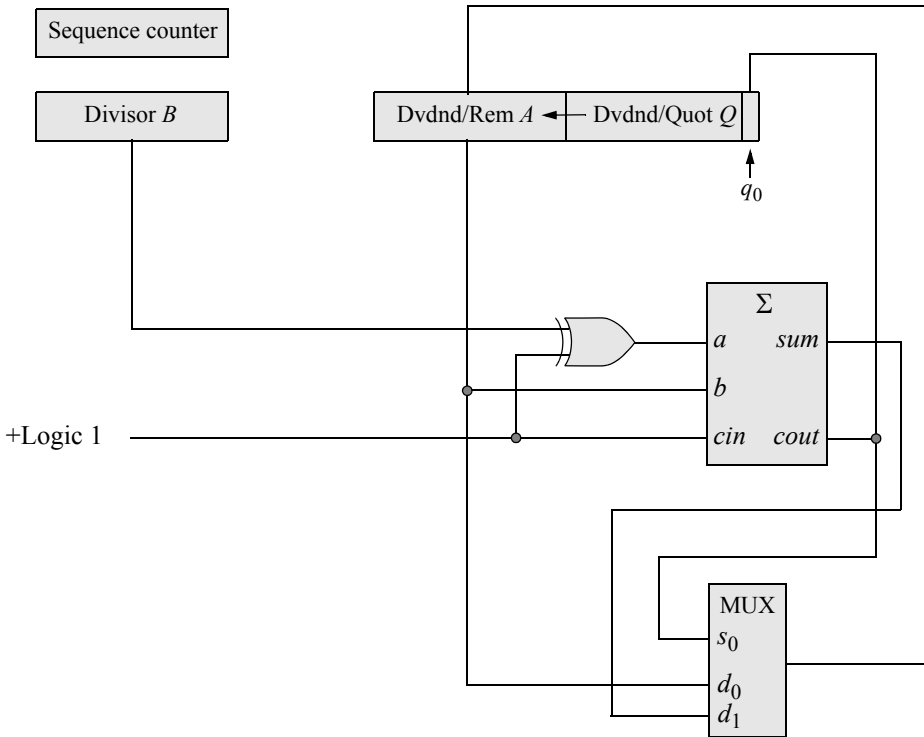 Sequence counter
Divisor B
Dvdnd/Rem A
Dvdnd/Quot Q
q0
Σ
a
sum
b
+Logic 1
cin
cout
MUX
s0
d0
d1